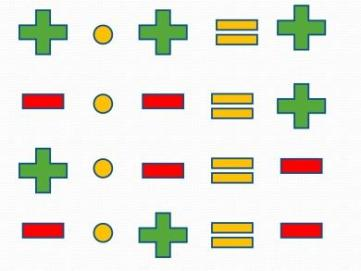 + · + = +
− · − = +
+ · − = −
− · + = −